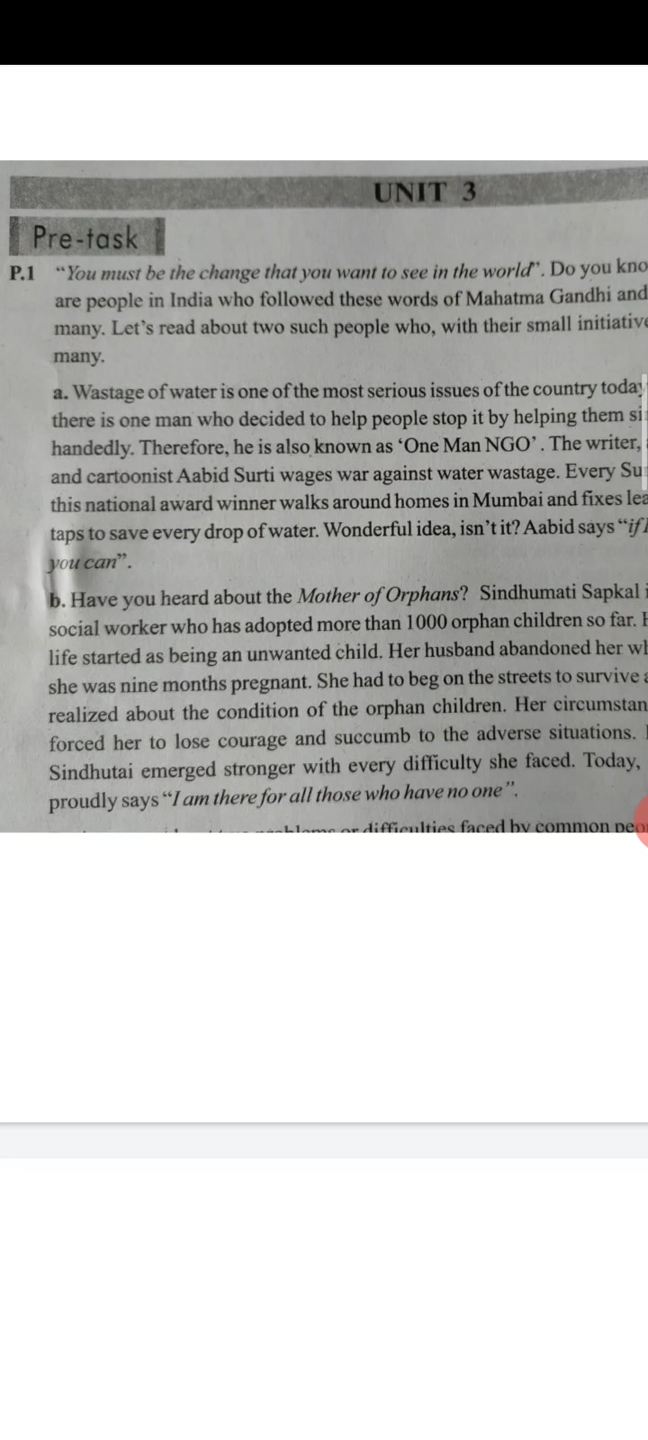 UNIT 3
Pre-task
P.1 “You must be the change that you want to see in the world”. Do you
are people in India who followed these words of Mahatma Gandhi and
many. Let’s read about two such people who, with their small
many.
a. Wastage of water is one of the most serious issues of the country
there is one man who decided to help people stop it by helping them
handedly. Therefore, he is also known as ‘One Man NGO’. The writer,
and cartoonist Aabid Surti wages war against water wastage. Every
this national award winner walks around homes in Mumbai and fixes
taps to save every drop of water. Wonderful idea, isn’t it? Aabid says “if
you can”.
b. Have you heard about the Mother of Orphans? Sindhumati Sapkal
social worker who has adopted more than 1000 orphan children so far.
life started as being an unwanted child. Her husband abandoned her
she was nine months pregnant. She had to beg on the streets to survive
realized about the condition of the orphan children. Her
forced her to lose courage and succumb to the adverse situations.
Sindhutai emerged stronger with every difficulty she faced. Today,
proudly says “I am there for all those who have no one”.
or difficulties faced by common